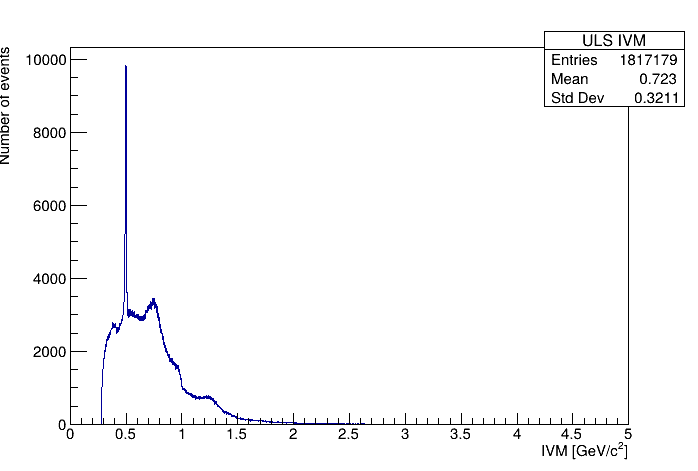 ULS IVM
Entries 1817179
Mean 0.723
Std Dev 0.3211
Number of events
10000
8000
6000
4000
2000
0
0 0.5 1 1.5 2 2.5 3 3.5 4 4.5 5
IVM [GeV/c²]